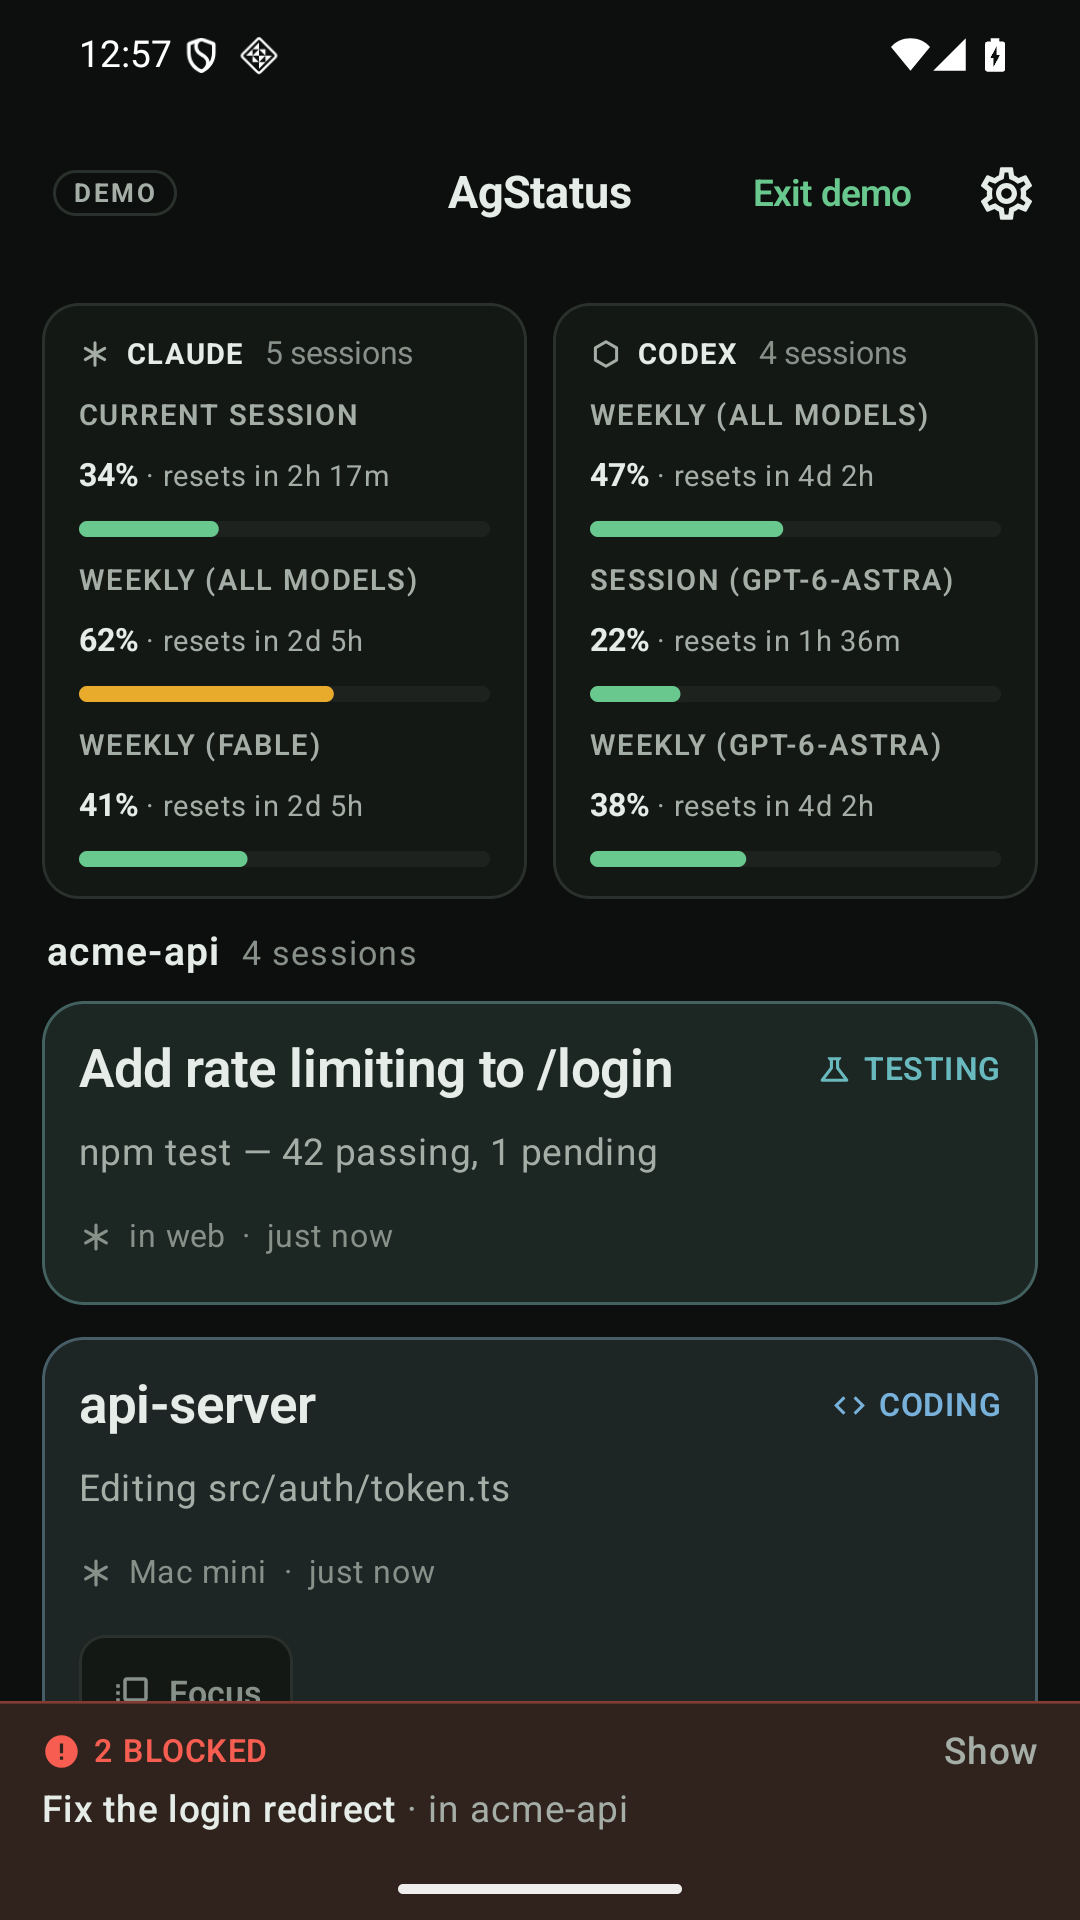 12:57
DEMO
AgStatus
Exit demo
CLAUDE 5 sessions
CURRENT SESSION
34% · resets in 2h 17m
WEEKLY (ALL MODELS)
62% · resets in 2d 5h
WEEKLY (FABLE)
41% · resets in 2d 5h
CODEX 4 sessions
WEEKLY (ALL MODELS)
47% · resets in 4d 2h
SESSION (GPT-6-ASTRA)
22% · resets in 1h 36m
WEEKLY (GPT-6-ASTRA)
38% · resets in 4d 2h
acme-api 4 sessions
Add rate limiting to /login
TESTING
npm test — 42 passing, 1 pending
in web · just now
api-server
CODING
Editing src/auth/token.ts
Mac mini · just now
Focus
2 BLOCKED
Show
Fix the login redirect · in acme-api